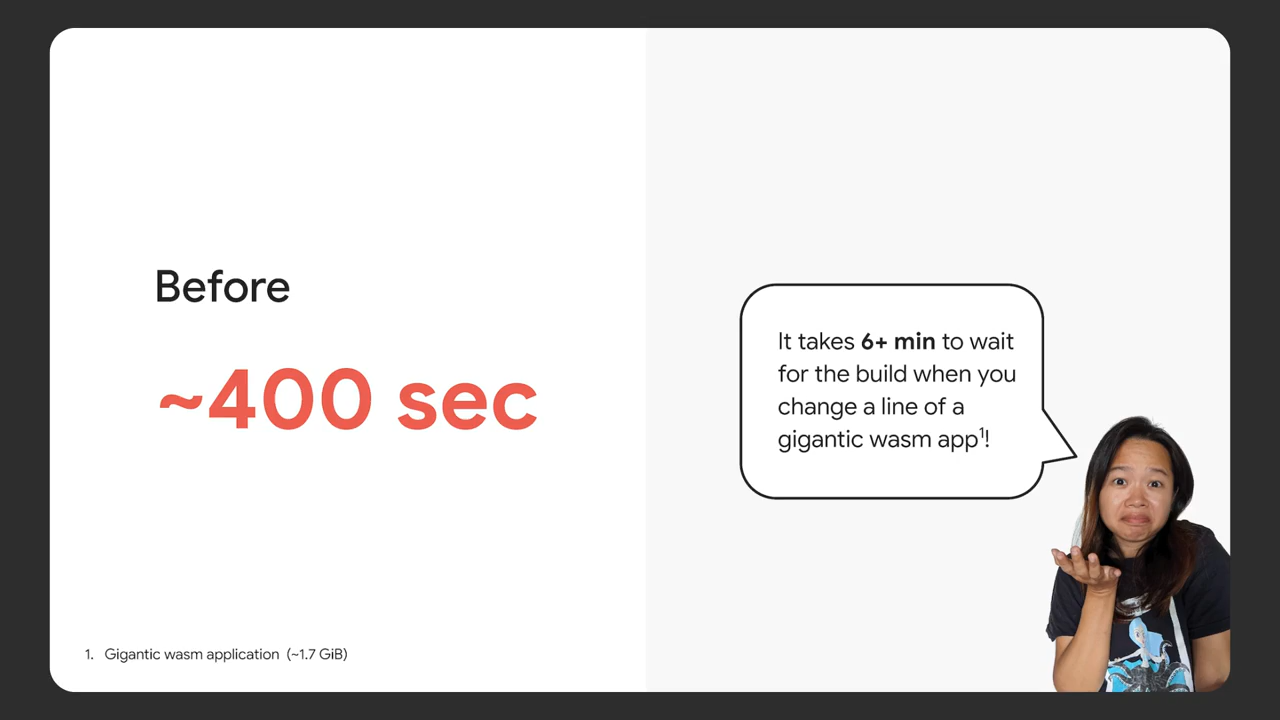 Before
~400 sec
It takes 6+ min to wait
for the build when you
change a line of a
gigantic wasm app¹!
1. Gigantic wasm application (~1.7 GiB)